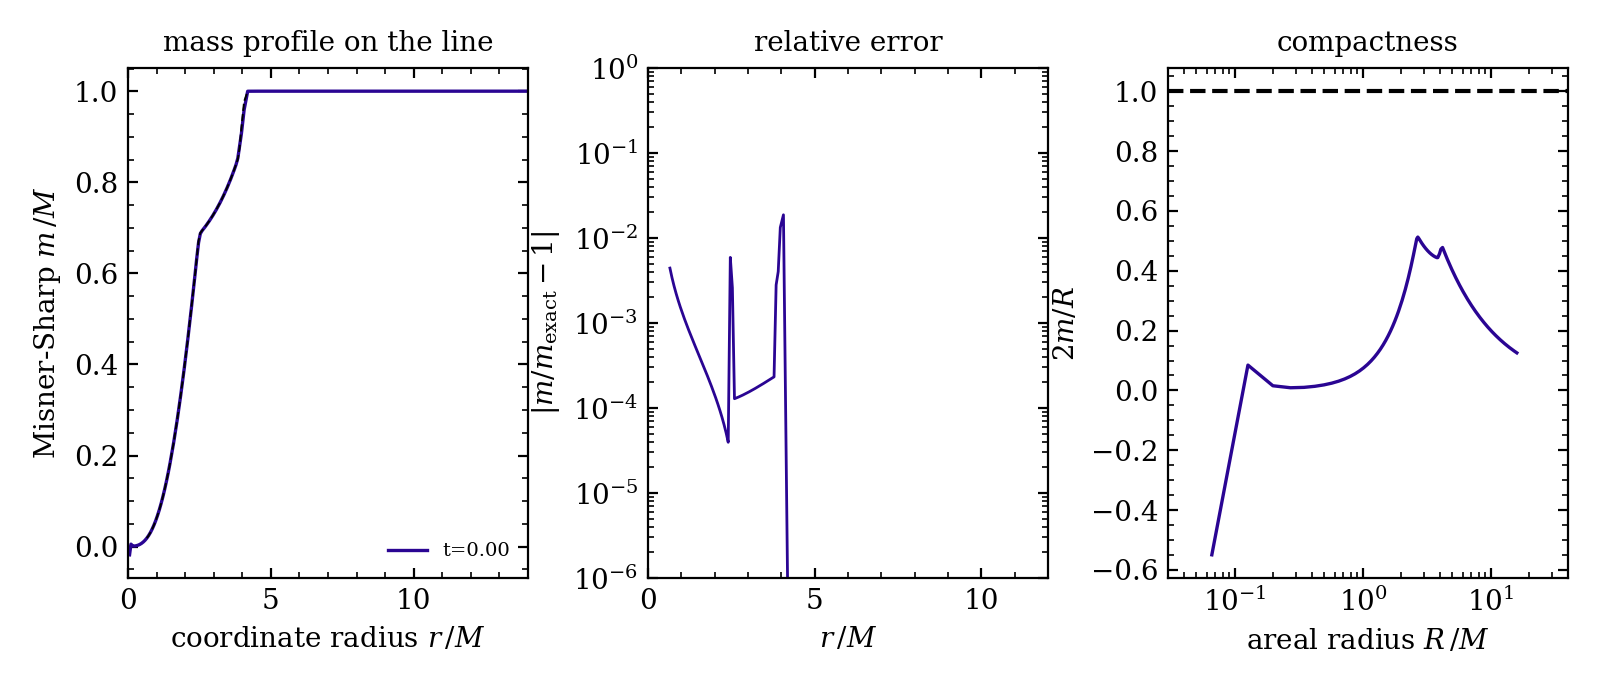 mass profile on the line
Misner-Sharp m/M
1.0
0.8
0.6
0.4
0.2
0.0
0 5 10
coordinate radius r/M
t=0.00
relative error
|m/m_exact − 1|
10^0
10^−1
10^−2
10^−3
10^−4
10^−5
10^−6
0 5 10
r/M
compactness
2m/R
1.0
0.8
0.6
0.4
0.2
0.0
−0.2
−0.4
−0.6
10^−1 10^0 10^1
areal radius R/M